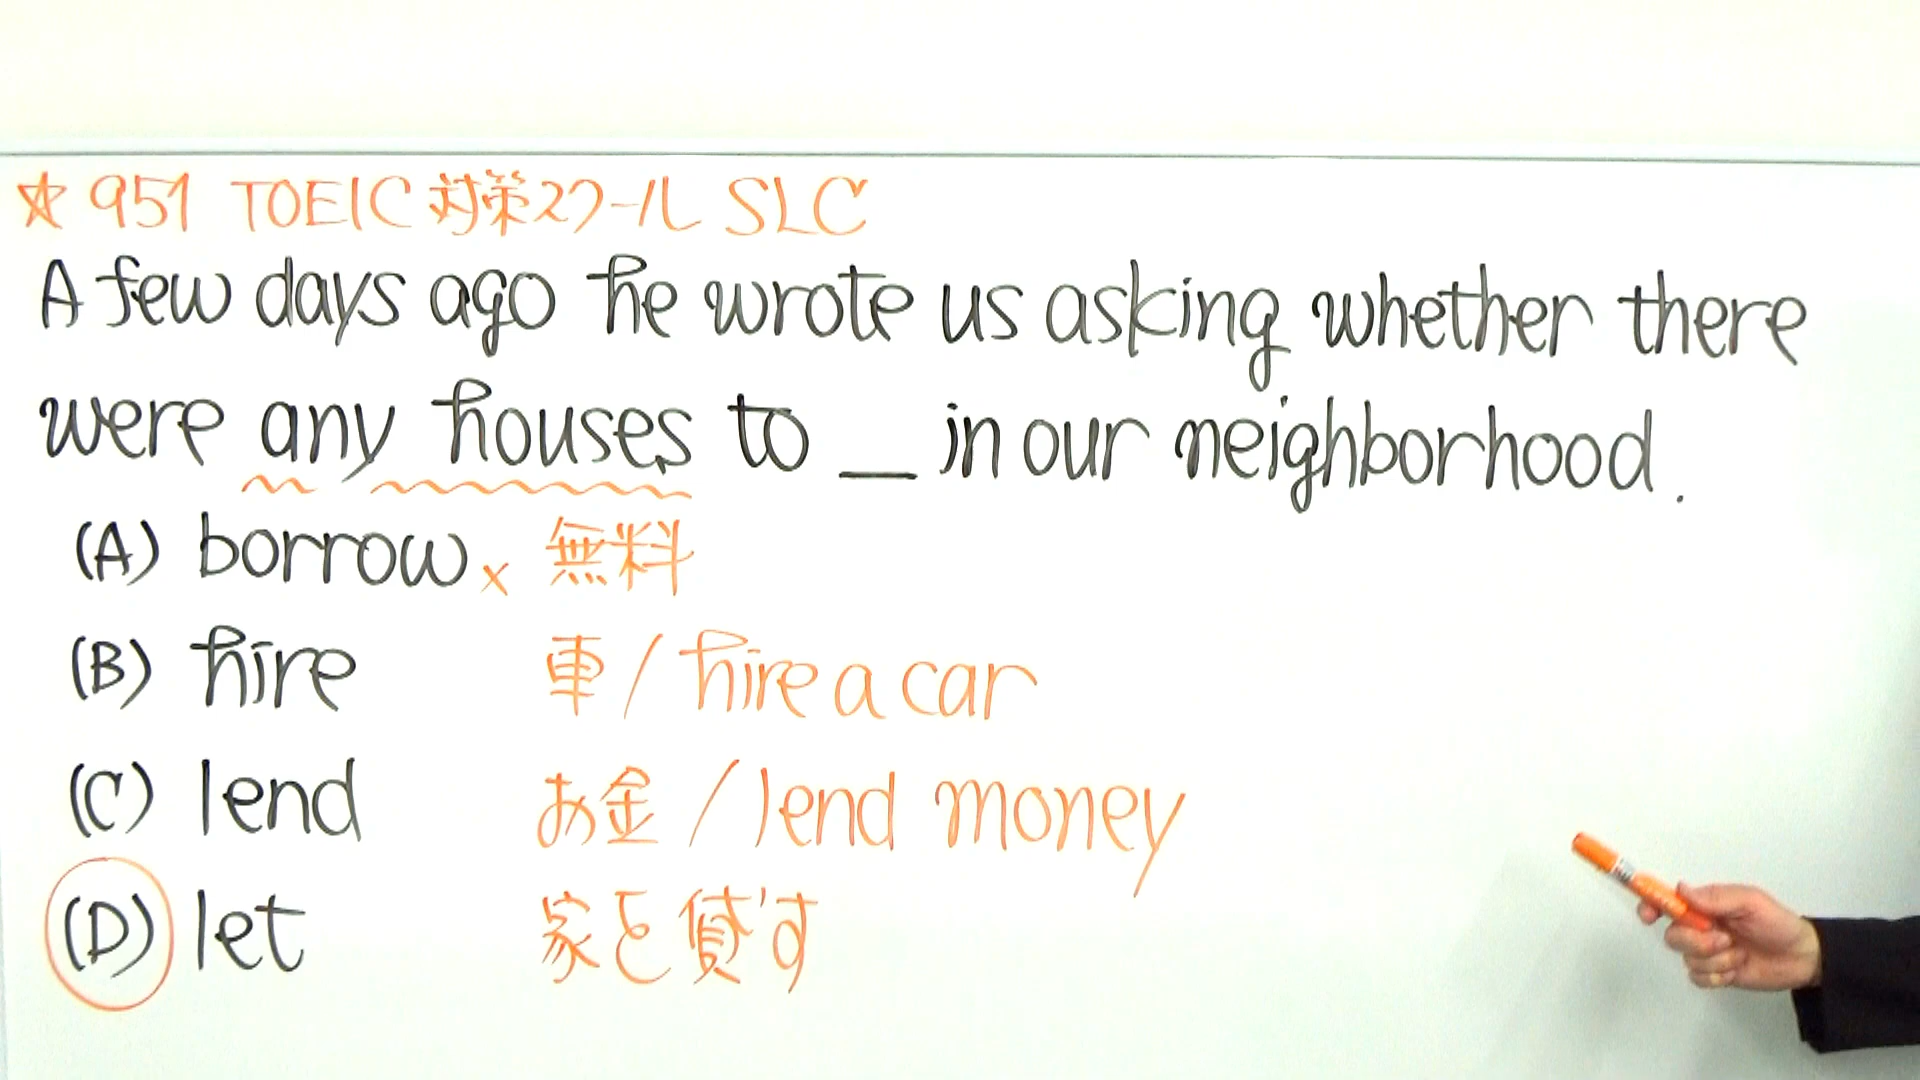 ☆951 TOEIC対策スクール SLC
A few days ago he wrote us asking whether there
were any houses to __ in our neighborhood.
(A) borrow × 無料
(B) hire 車/hire a car
(C) lend お金/lend money
(D) let 家を貸す